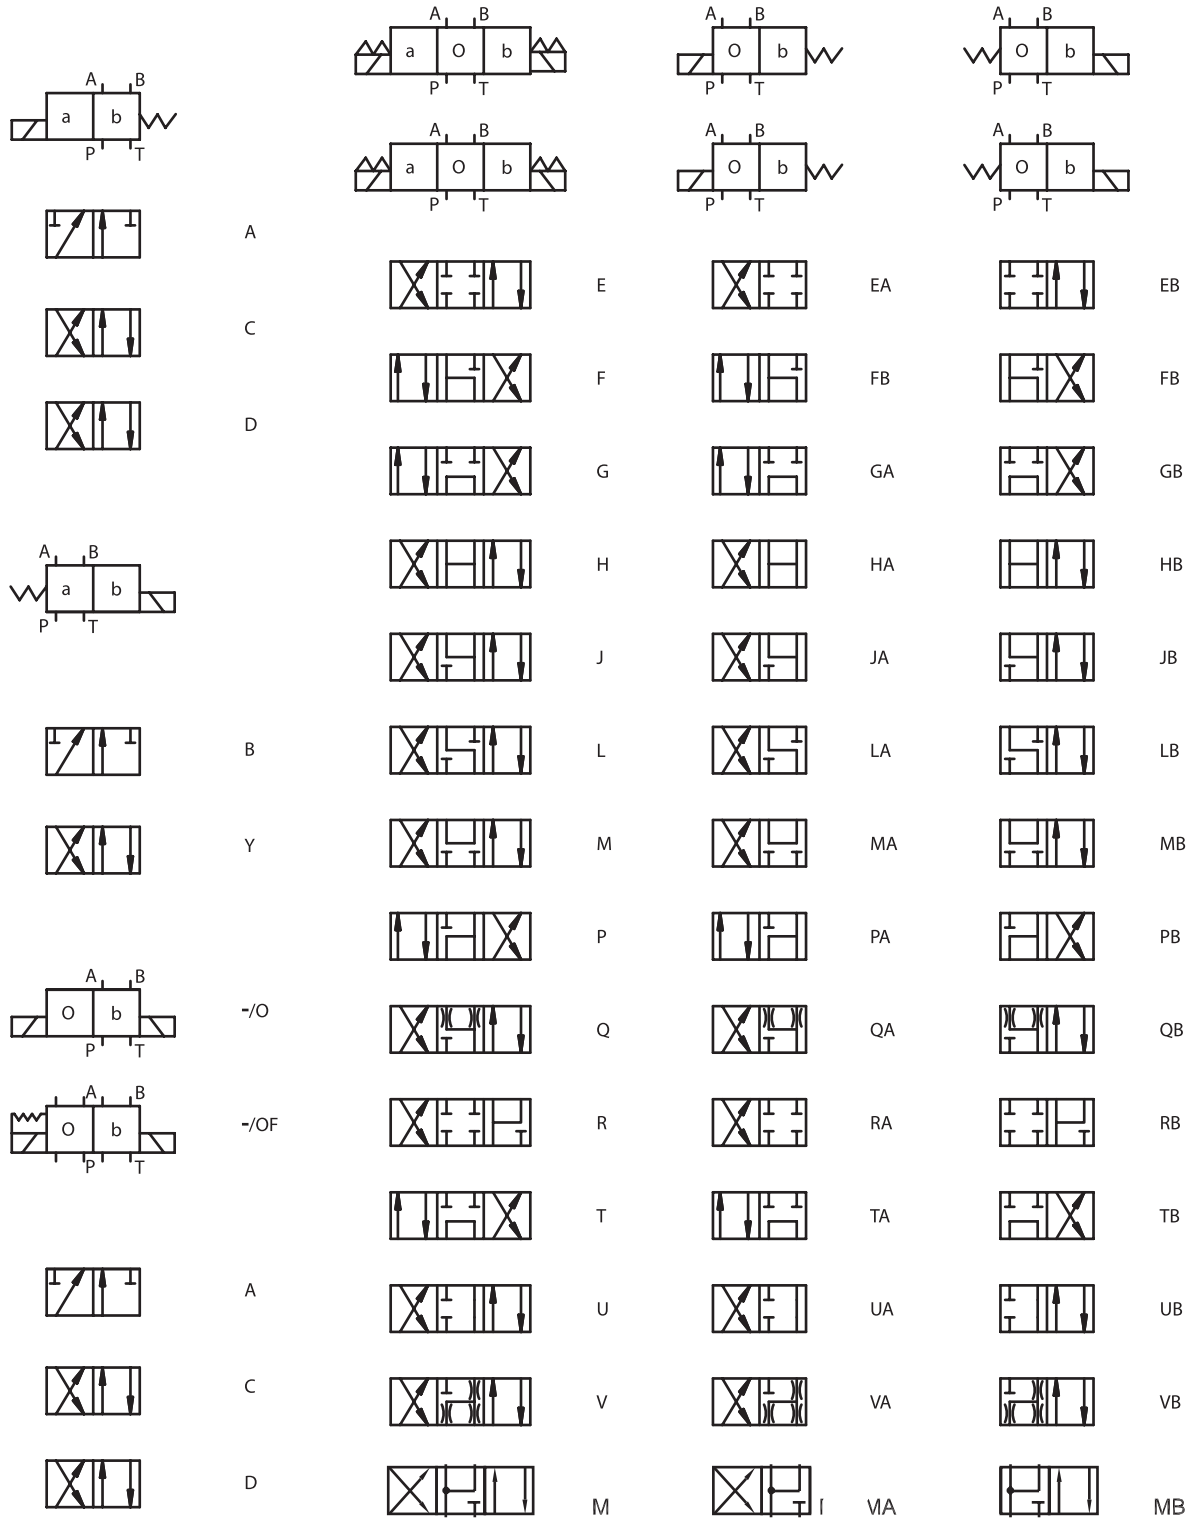 A B A B A B
a O b O b O b
P T P T P T
A B
a b
P T
A B A B A B
a O b O b O b
P T P T P T
A
E EA EB
C
F FB FB
D
G GA GB
A B
H HA HB
a b
P T
J JA JB
B L LA LB
Y M MA MB
P PA PB
A B
O b -/O
P T
Q QA QB
A B
O b -/OF
P T
R RA RB
T TA TB
A
U UA UB
C
V VA VB
D
M MA MB